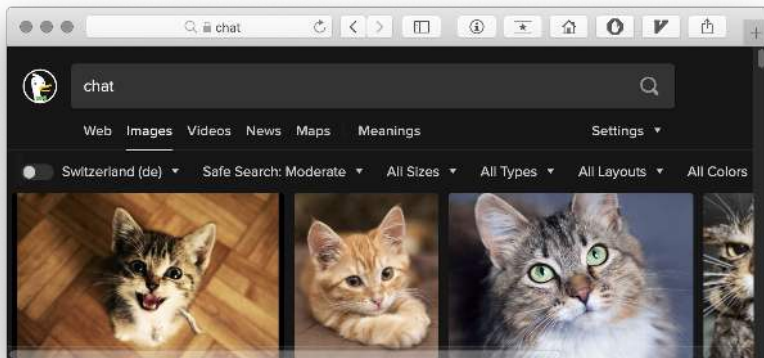 chat
chat
Web Images Videos News Maps Meanings Settings
Switzerland (de) Safe Search: Moderate All Sizes All Types All Layouts All Colors